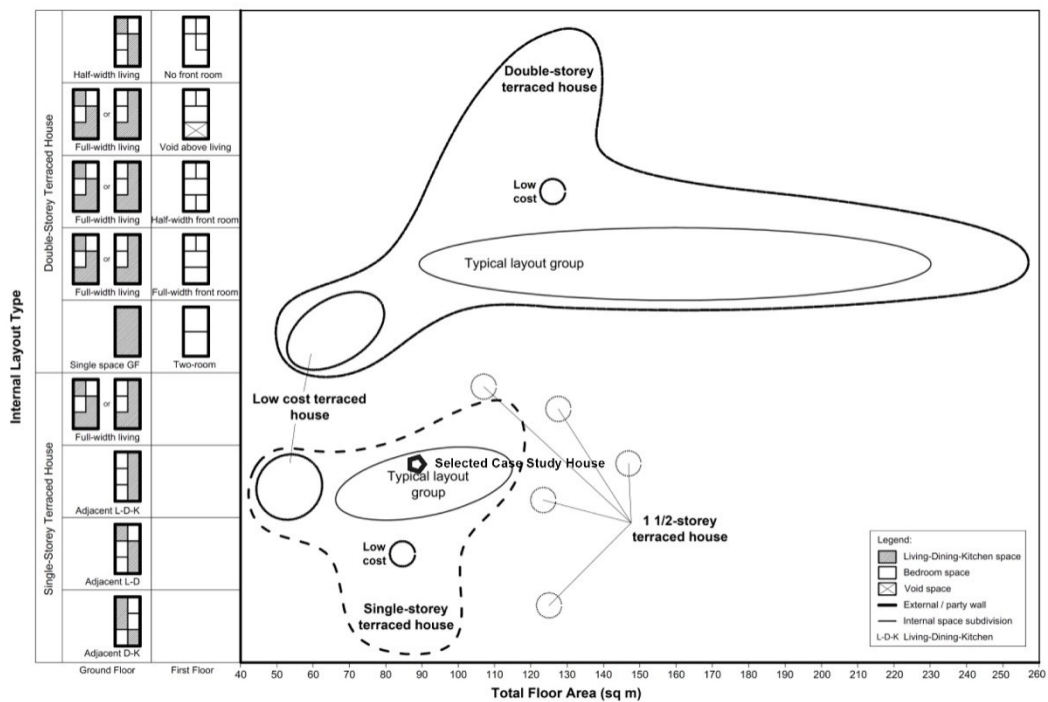 Internal Layout Type
Double-Storey Terraced House
Single-Storey Terraced House
Half-width living
No front room
or
Full-width living
Void above living
or
Full-width living
Half-width front room
or
Full-width living
Full-width front room
Single space GF
Two-room
or
Full-width living
Adjacent L-D-K
Adjacent L-D
Adjacent D-K
Ground Floor
First Floor
Double-storey
terraced house
Low
cost
Typical layout group
Low cost terraced
house
Selected Case Study House
Typical layout
group
Low
cost
Single-storey
terraced house
1 1/2-storey
terraced house
Legend:
Living-Dining-Kitchen space
Bedroom space
Void space
External / party wall
Internal space subdivision
L-D-K Living-Dining-Kitchen
40 50 60 70 80 90 100 110 120 130 140 150 160 170 180 190 200 210 220 230 240 250 260
Total Floor Area (sq m)